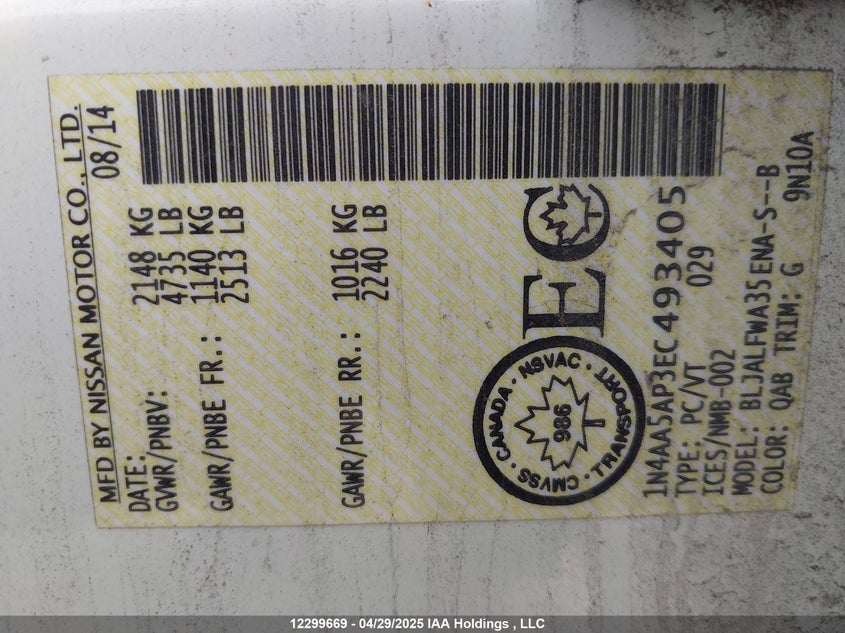 MFD BY NISSAN MOTOR CO., LTD.
DATE: 08/14
GVWR/PNBV: 2148 KG
4735 LB
GAWR/PNBE FR.: 1140 KG
2513 LB
GAWR/PNBE RR.: 1016 KG
2240 LB
EC
CMVSS · CANADA · NSVAC · TRANSPORT
986
1N4AA5AP3EC493405
TYPE: PC/VT 029
ICES/NMB-002
MODEL: BLJALFWA35ENA-S--B
COLOR: QAB TRIM: G 9N10A
12299669 - 04/29/2025 IAA Holdings , LLC